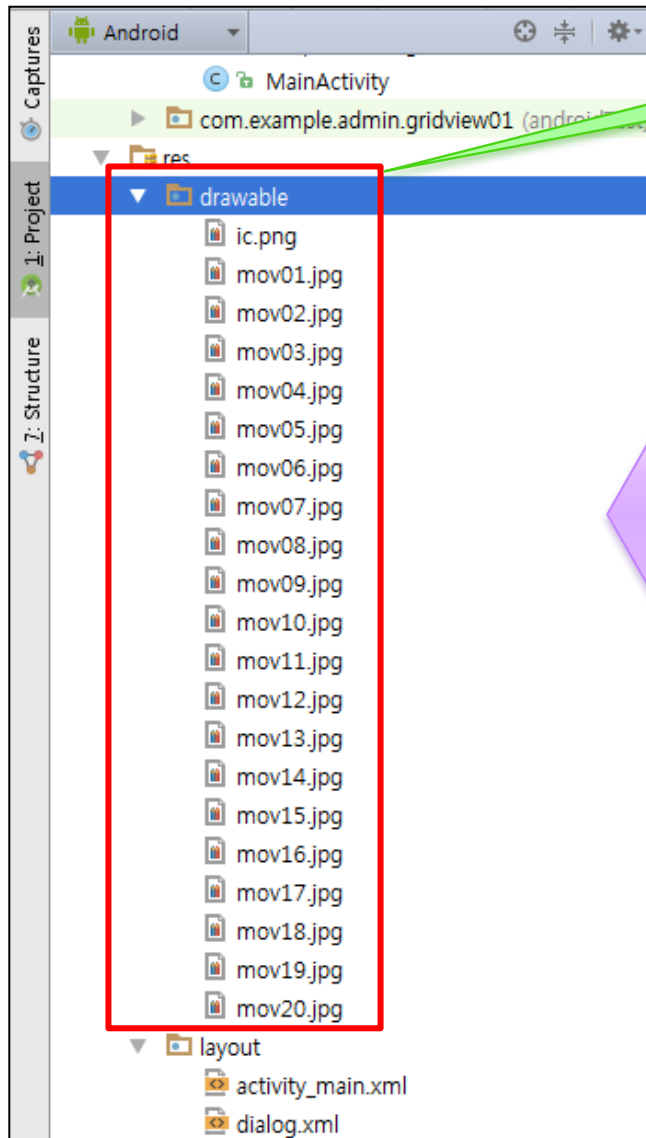 Captures
1: Project
7: Structure
Android
MainActivity
com.example.admin.gridview01 (androidTest)
res
drawable
ic.png
mov01.jpg
mov02.jpg
mov03.jpg
mov04.jpg
mov05.jpg
mov06.jpg
mov07.jpg
mov08.jpg
mov09.jpg
mov10.jpg
mov11.jpg
mov12.jpg
mov13.jpg
mov14.jpg
mov15.jpg
mov16.jpg
mov17.jpg
mov18.jpg
mov19.jpg
mov20.jpg
layout
activity_main.xml
dialog.xml